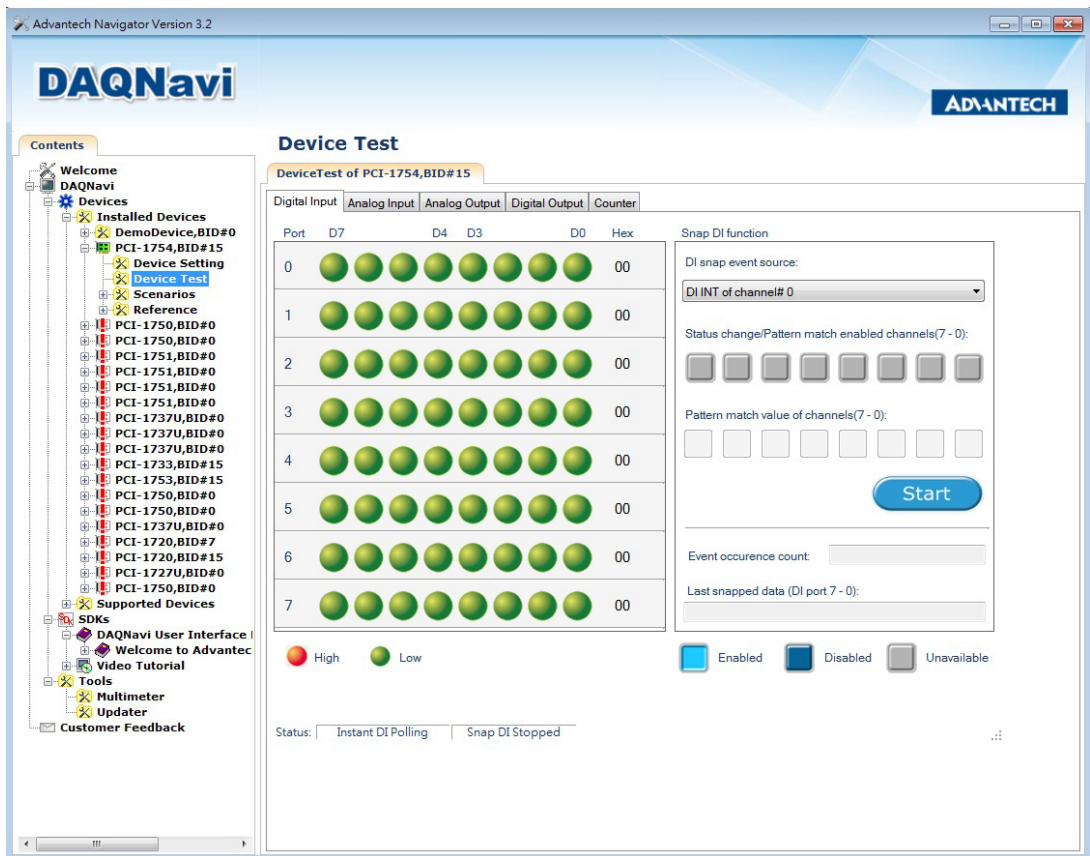 Advantech Navigator Version 3.2
DAQNavi
ADVANTECH
Contents
Welcome
DAQNavi
Devices
Installed Devices
DemoDevice,BID#0
PCI-1754,BID#15
Device Setting
Device Test
Scenarios
Reference
PCI-1750,BID#0
PCI-1750,BID#0
PCI-1751,BID#0
PCI-1751,BID#0
PCI-1751,BID#0
PCI-1751,BID#0
PCI-1737U,BID#0
PCI-1737U,BID#0
PCI-1737U,BID#0
PCI-1733,BID#15
PCI-1753,BID#15
PCI-1750,BID#0
PCI-1750,BID#0
PCI-1737U,BID#0
PCI-1720,BID#7
PCI-1720,BID#15
PCI-1727U,BID#0
PCI-1750,BID#0
Supported Devices
SDKs
DAQNavi User Interface
Welcome to Advantec
Video Tutorial
Tools
Multimeter
Updater
Customer Feedback
Device Test
DeviceTest of PCI-1754,BID#15
Digital Input Analog Input Analog Output Digital Output Counter
Port D7 D4 D3 D0 Hex
0 00
1 00
2 00
3 00
4 00
5 00
6 00
7 00
High Low
Snap DI function
DI snap event source:
DI INT of channel# 0
Status change/Pattern match enabled channels(7 - 0):
Pattern match value of channels(7 - 0):
Start
Event occurence count:
Last snapped data (DI port 7 - 0):
Enabled Disabled Unavailable
Status: Instant DI Polling Snap DI Stopped